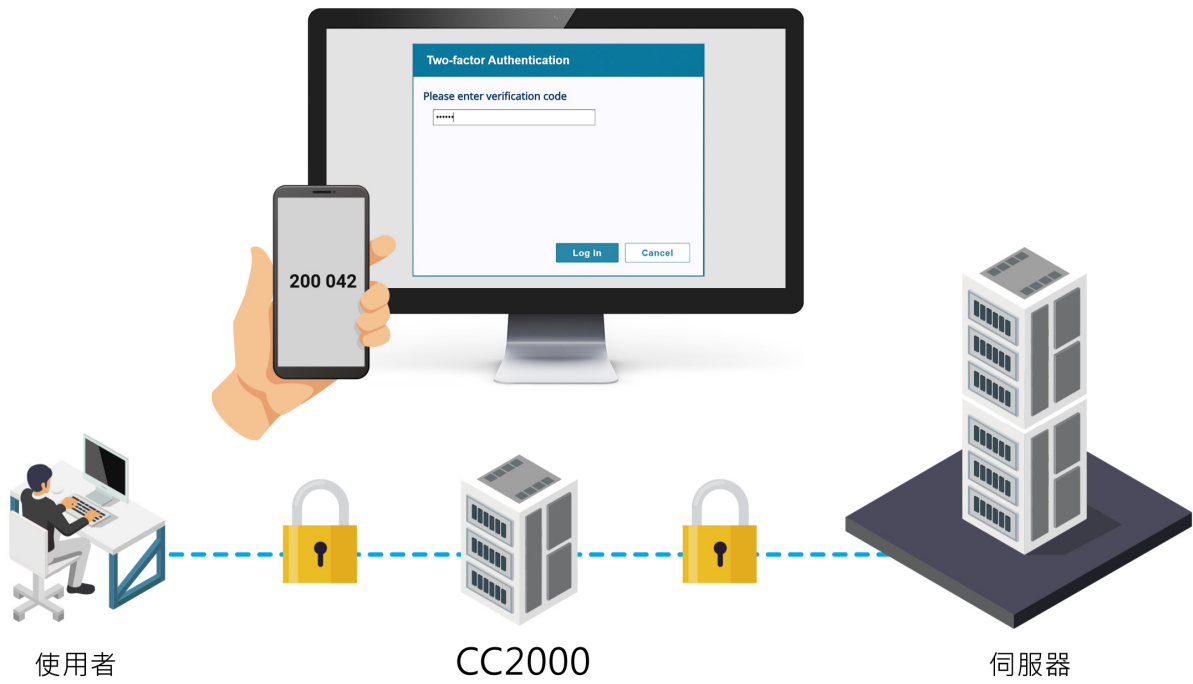 Two-factor Authentication
Please enter verification code
••••••
Log In
Cancel
200 042
使用者
CC2000
伺服器